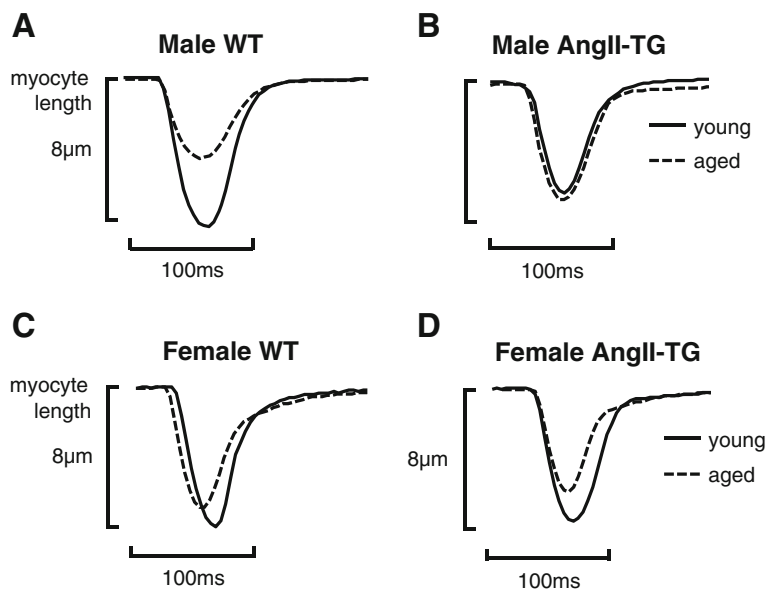 A
Male WT
myocyte
length
8µm
100ms
B
Male AngII-TG
young
aged
100ms
C
Female WT
myocyte
length
8µm
100ms
D
Female AngII-TG
8µm
young
aged
100ms